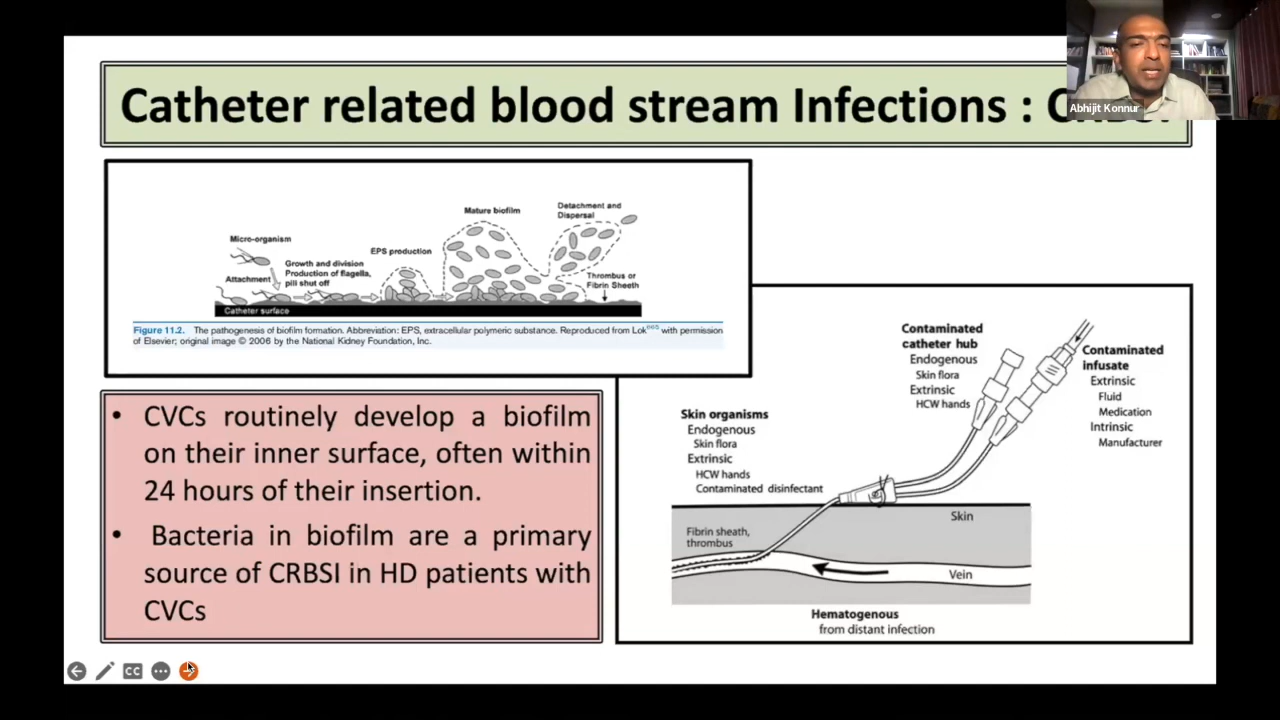 Catheter related blood stream Infections :
Abhijit Konnur
Micro-organism
Attachment
Growth and division
Production of flagella,
pill shut off
EPS production
Mature biofilm
Detachment and
Dispersal
Thrombus or
Fibrin Sheeth
Catheter surface
Figure 11.2. The pathogenesis of biofilm formation. Abbreviation: EPS, extracellular polymeric substance. Reproduced from Lok with permission
of Elsevier; original image © 2006 by the National Kidney Foundation, Inc.
• CVCs routinely develop a biofilm
on their inner surface, often within
24 hours of their insertion.
• Bacteria in biofilm are a primary
source of CRBSI in HD patients with
CVCs
Contaminated
catheter hub
Endogenous
Skin flora
Extrinsic
HCW hands
Contaminated
infusate
Extrinsic
Fluid
Medication
Intrinsic
Manufacturer
Skin organisms
Endogenous
Skin flora
Extrinsic
HCW hands
Contaminated disinfectant
Skin
Fibrin sheath,
thrombus
Vein
Hematogenous
from distant infection
CC